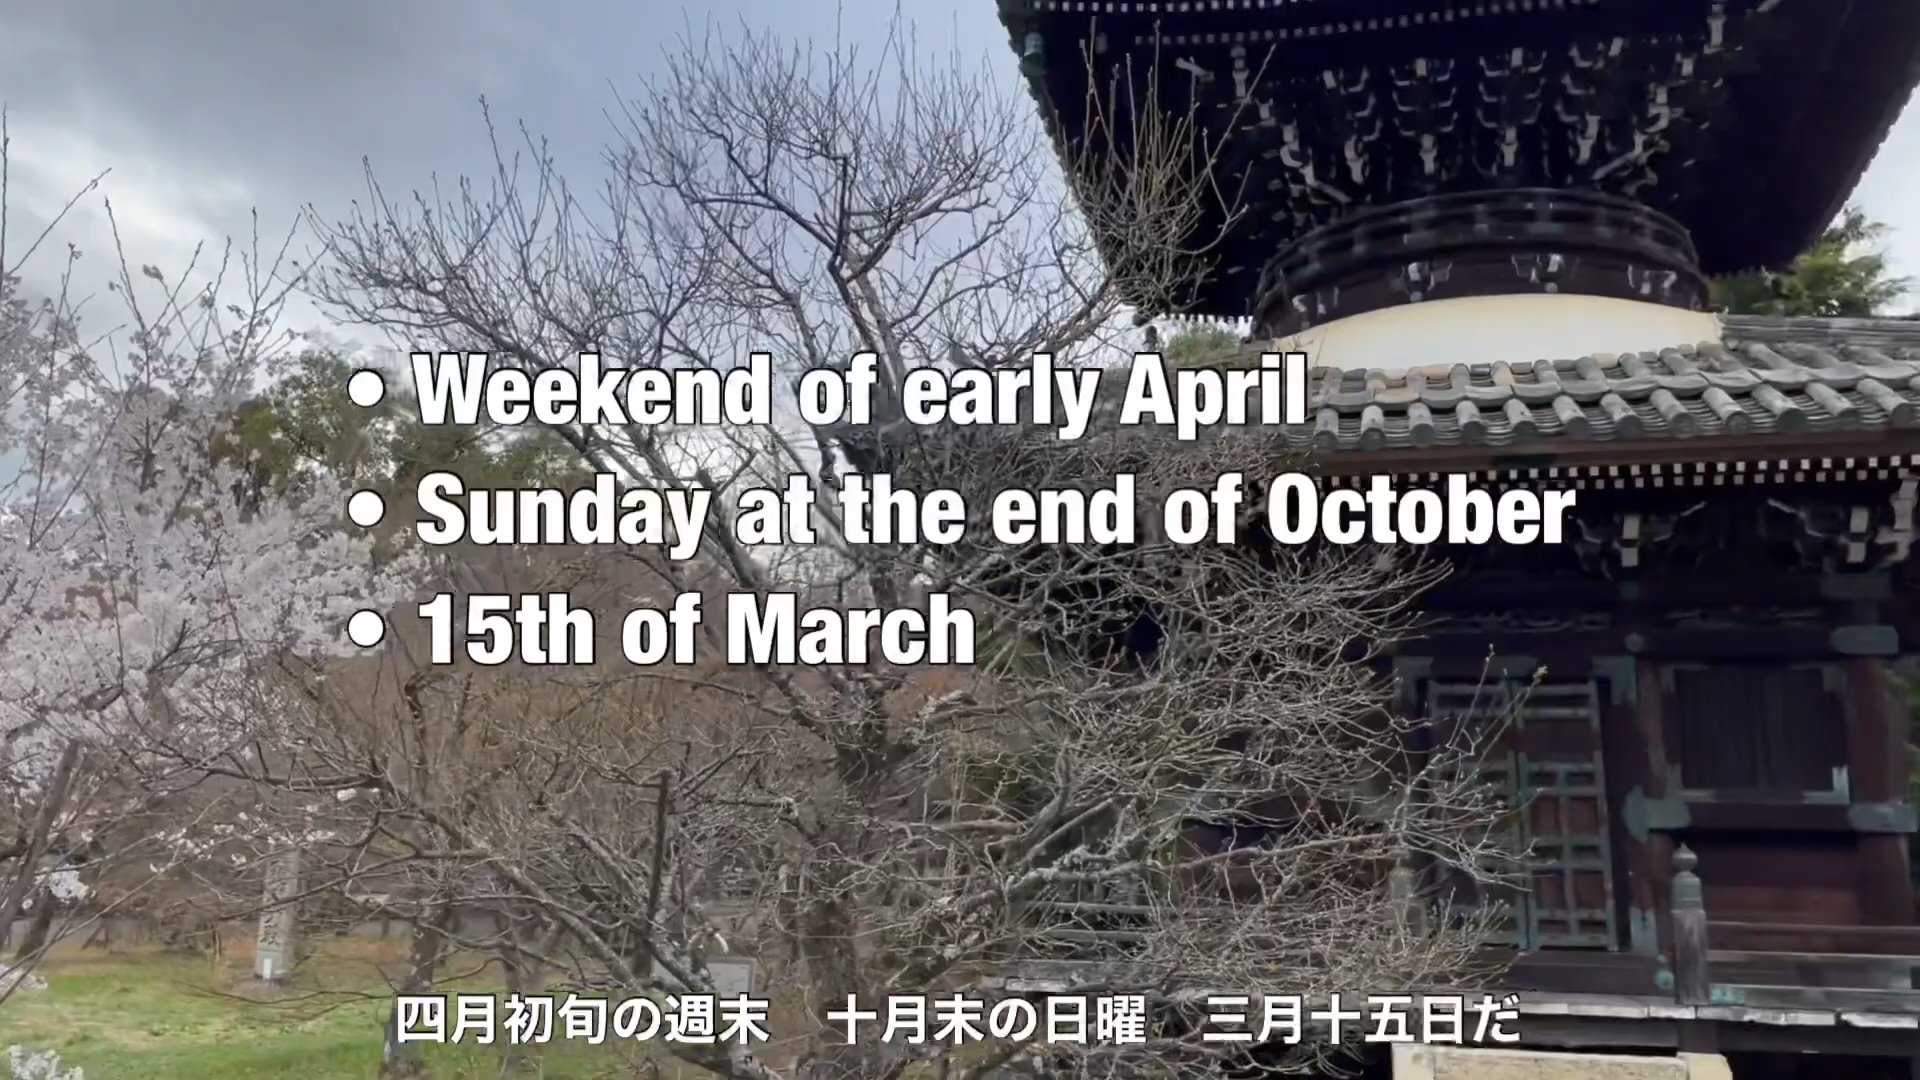 • Weekend of early April
• Sunday at the end of October
• 15th of March
四月初旬の週末　十月末の日曜　三月十五日だ